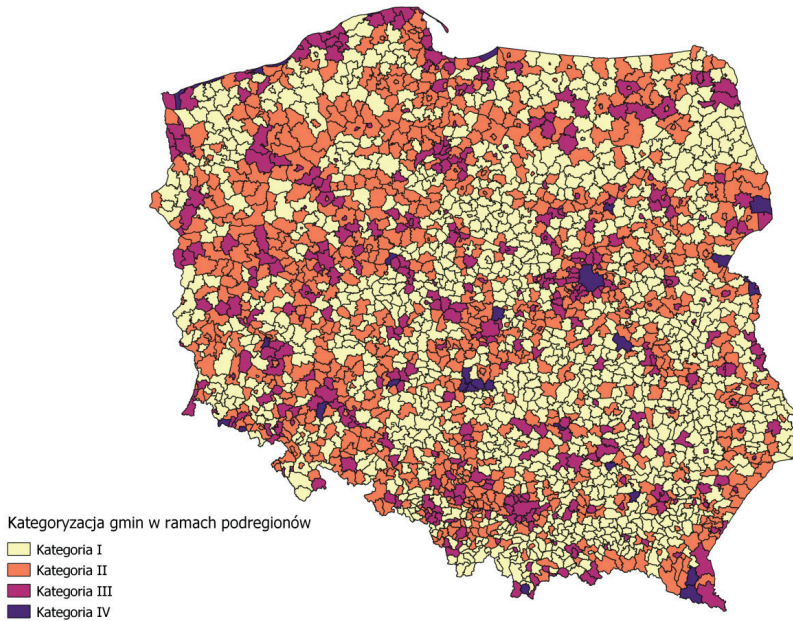 Kategoryzacja gmin w ramach podregionów
Kategoria I
Kategoria II
Kategoria III
Kategoria IV